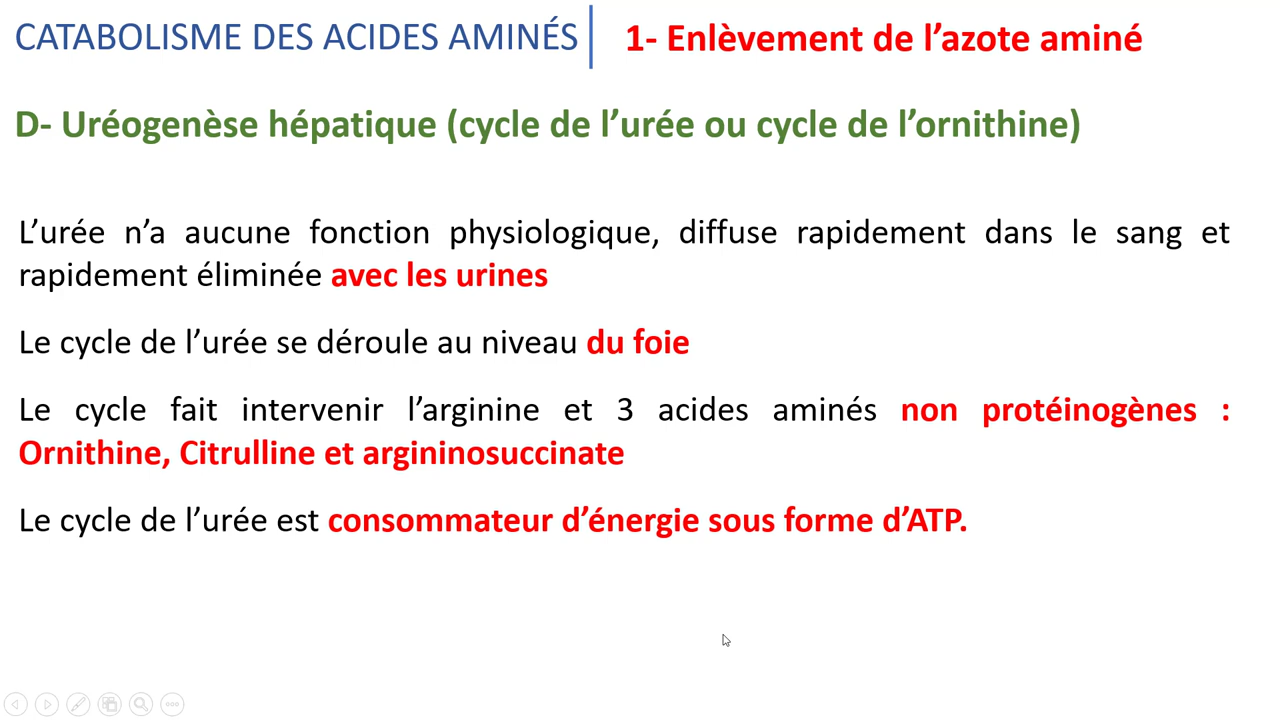 CATABOLISME DES ACIDES AMINÉS
1- Enlèvement de l’azote aminé
D- Uréogenèse hépatique (cycle de l’urée ou cycle de l’ornithine)
L’urée n’a aucune fonction physiologique, diffuse rapidement dans le sang et
rapidement éliminée avec les urines
Le cycle de l’urée se déroule au niveau du foie
Le cycle fait intervenir l’arginine et 3 acides aminés non protéinogènes :
Ornithine, Citrulline et argininosuccinate
Le cycle de l’urée est consommateur d’énergie sous forme d’ATP.